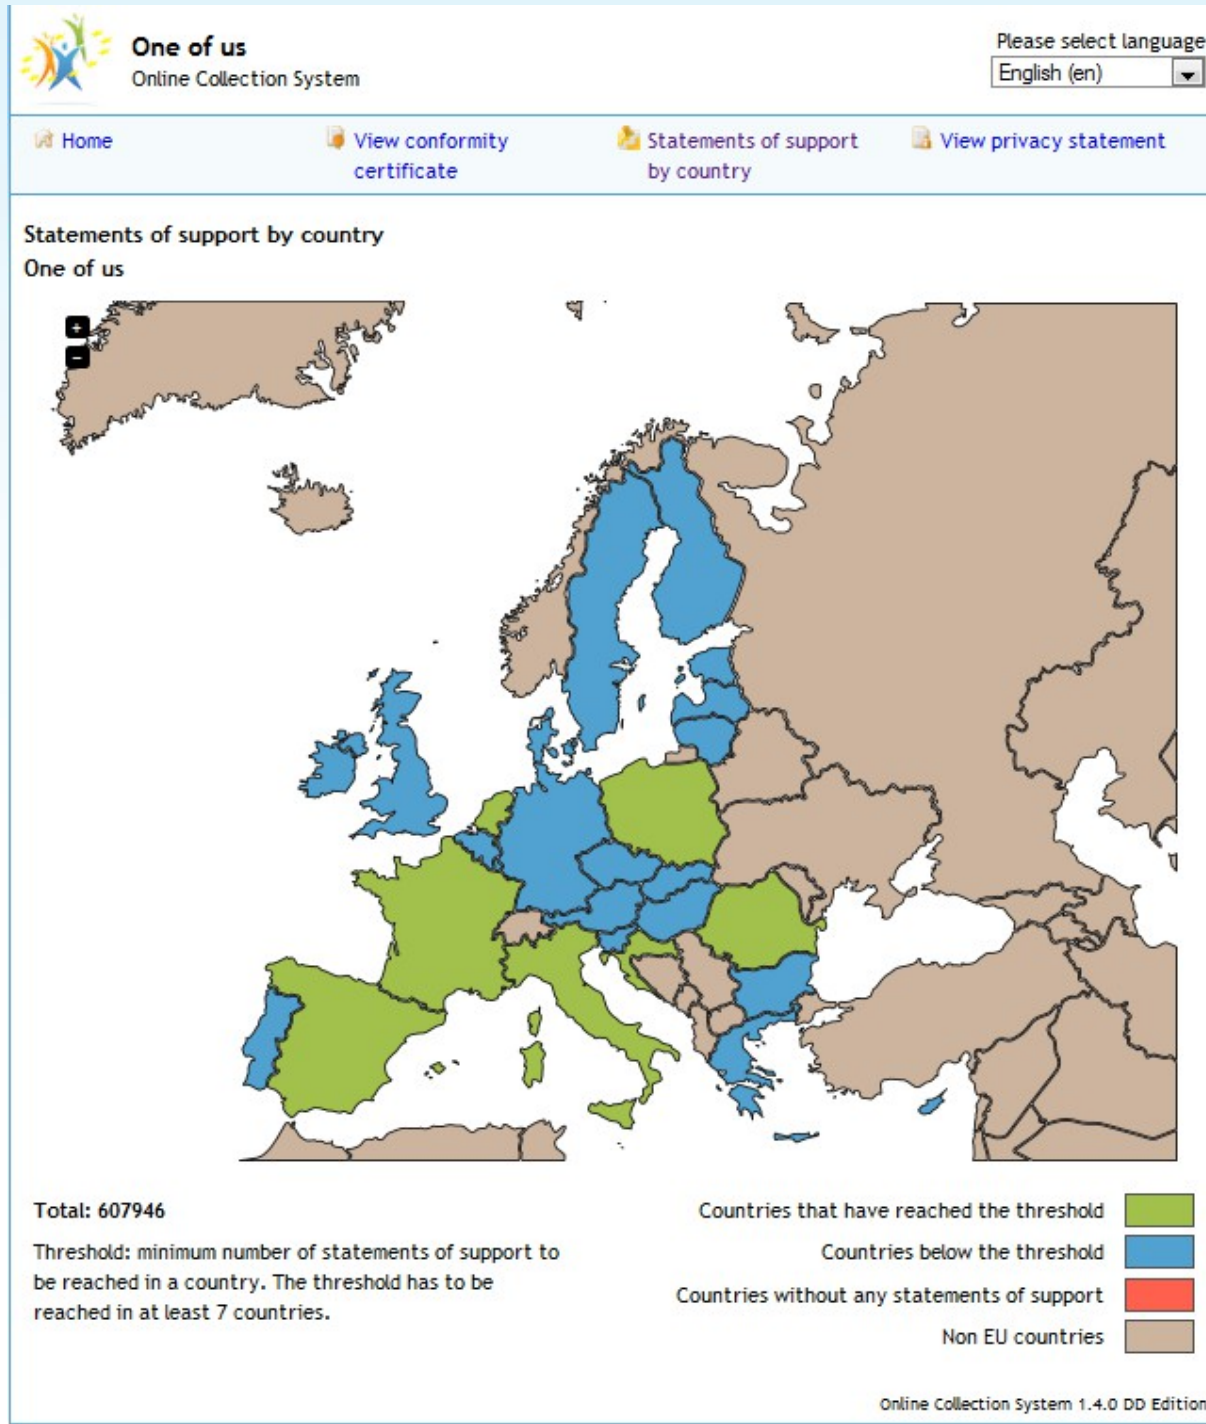 One of us
Online Collection System
Please select language
English (en)
Home
View conformity
certificate
Statements of support
by country
View privacy statement
Statements of support by country
One of us
+
-
Total: 607946
Threshold: minimum number of statements of support to
be reached in a country. The threshold has to be
reached in at least 7 countries.
Countries that have reached the threshold
Countries below the threshold
Countries without any statements of support
Non EU countries
Online Collection System 1.4.0 DD Edition